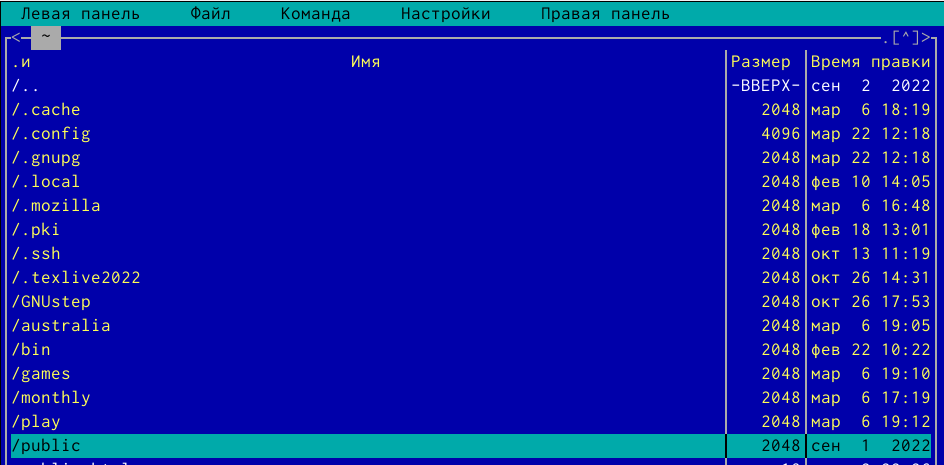 Левая панель Файл Команда Настройки Правая панель
<- ~ .[^]>
.и Имя Размер Время правки
/.. -ВВЕРХ- сен 2 2022
/.cache 2048 мар 6 18:19
/.config 4096 мар 22 12:18
/.gnupg 2048 мар 22 12:18
/.local 2048 фев 10 14:05
/.mozilla 2048 мар 6 16:48
/.pki 2048 фев 18 13:01
/.ssh 2048 окт 13 11:19
/.texlive2022 2048 окт 26 14:31
/GNUstep 2048 окт 26 17:53
/australia 2048 мар 6 19:05
/bin 2048 фев 22 10:22
/games 2048 мар 6 19:10
/monthly 2048 мар 6 17:19
/play 2048 мар 6 19:12
/public 2048 сен 1 2022